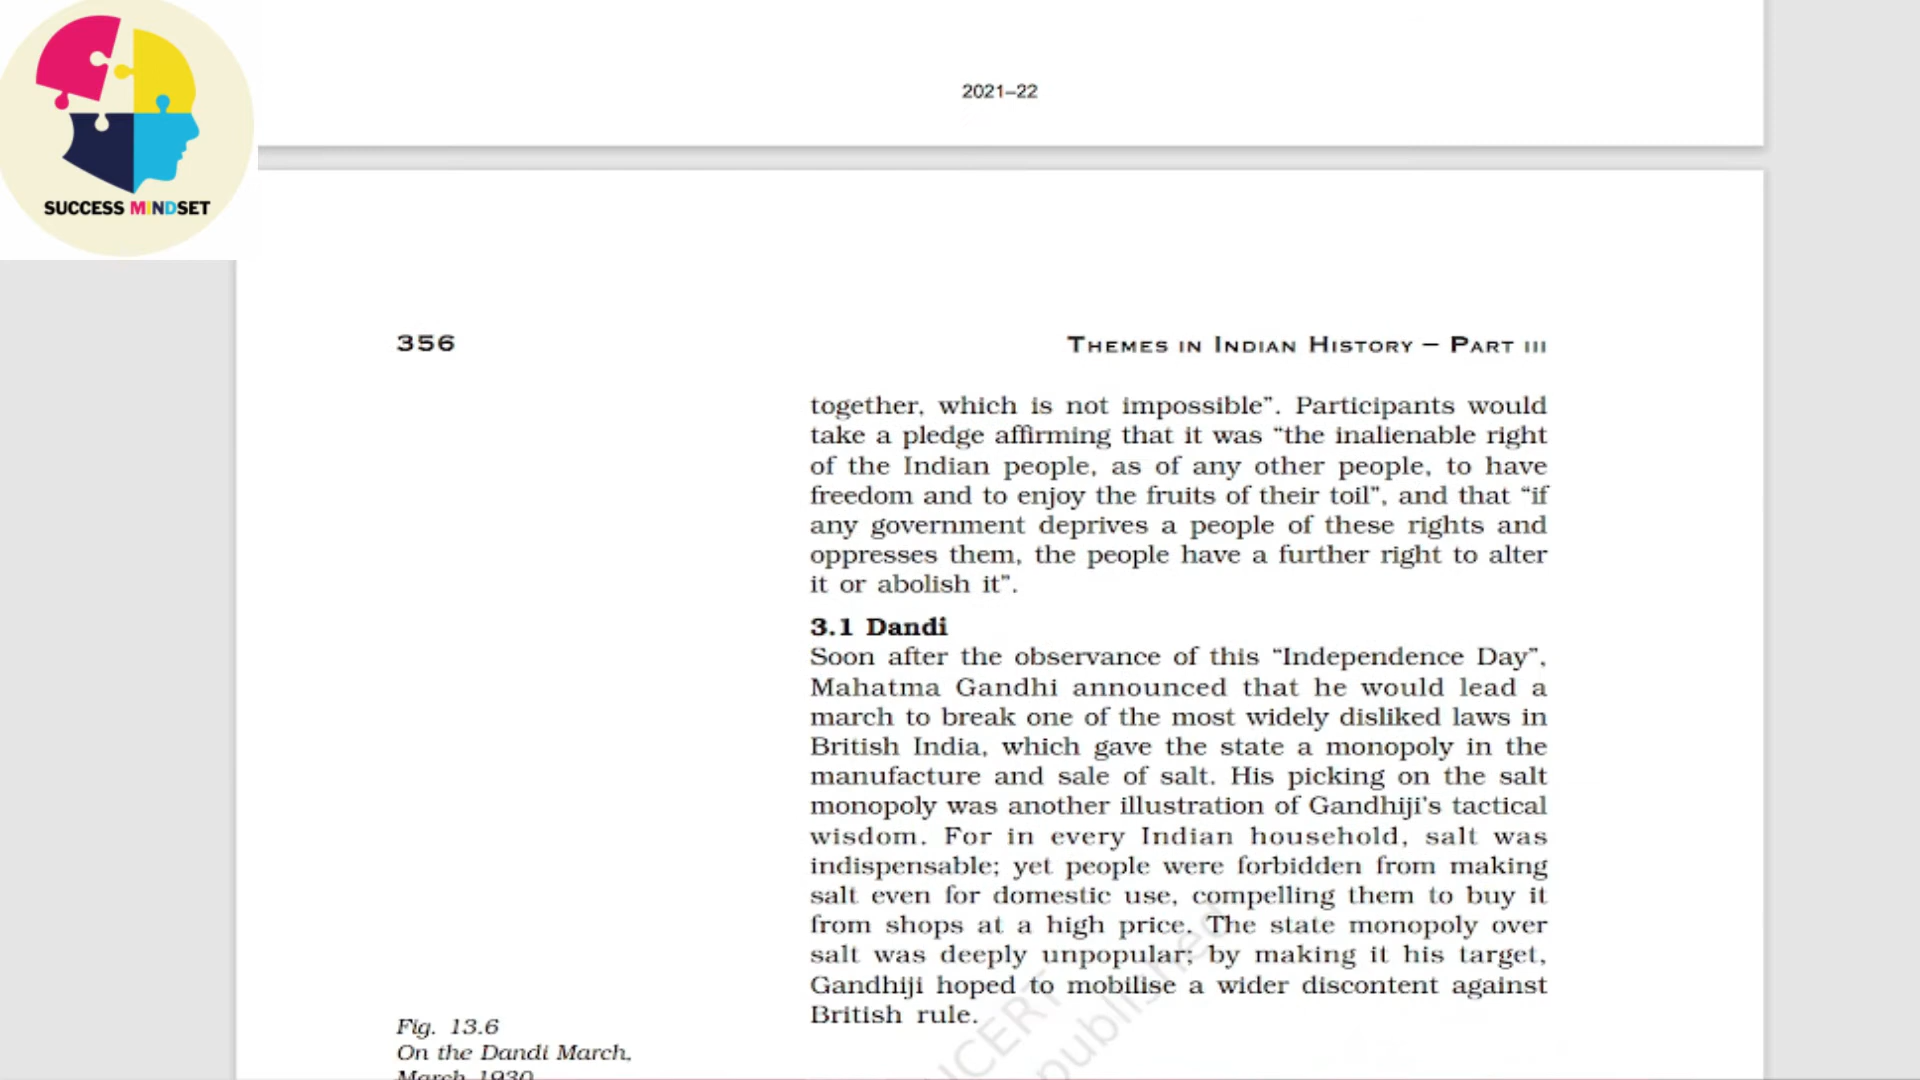 SUCCESS MINDSET
2021–22
356
THEMES IN INDIAN HISTORY – PART III
together, which is not impossible”. Participants would
take a pledge affirming that it was “the inalienable right
of the Indian people, as of any other people, to have
freedom and to enjoy the fruits of their toil”, and that “if
any government deprives a people of these rights and
oppresses them, the people have a further right to alter
it or abolish it”.
3.1 Dandi
Soon after the observance of this “Independence Day”,
Mahatma Gandhi announced that he would lead a
march to break one of the most widely disliked laws in
British India, which gave the state a monopoly in the
manufacture and sale of salt. His picking on the salt
monopoly was another illustration of Gandhiji’s tactical
wisdom. For in every Indian household, salt was
indispensable; yet people were forbidden from making
salt even for domestic use, compelling them to buy it
from shops at a high price. The state monopoly over
salt was deeply unpopular; by making it his target,
Gandhiji hoped to mobilise a wider discontent against
British rule.
Fig. 13.6
On the Dandi March,
March 1930
NCERT
published